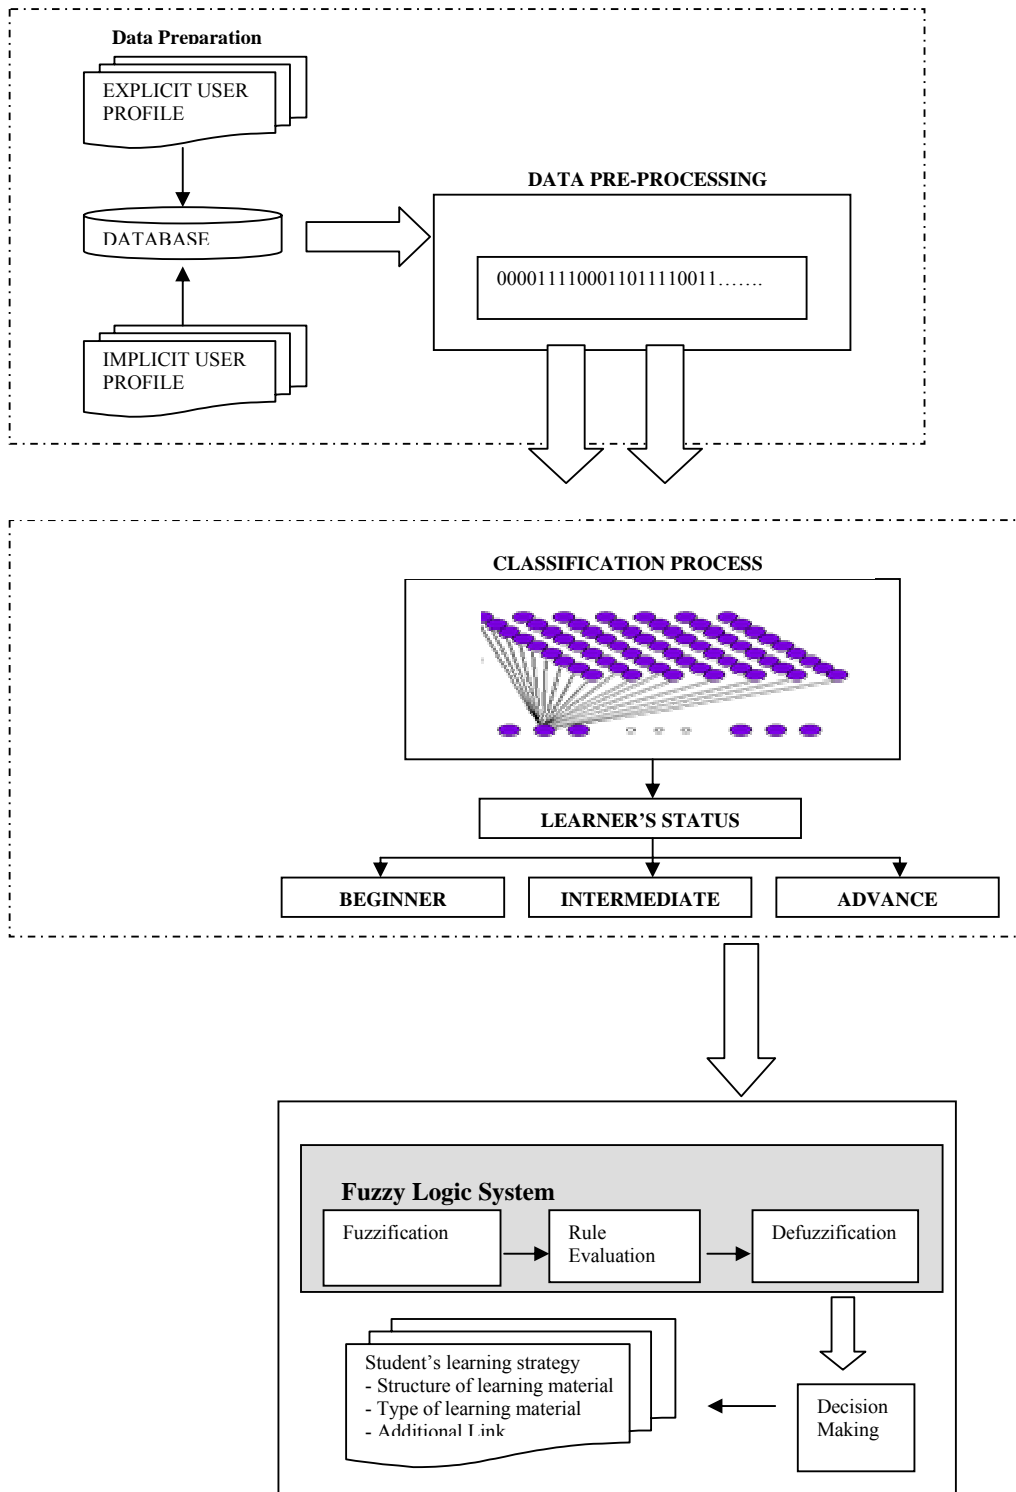 Data Preparation
EXPLICIT USER
PROFILE
DATABASE
IMPLICIT USER
PROFILE
DATA PRE-PROCESSING
0000111100011011110011…….
CLASSIFICATION PROCESS
LEARNER’S STATUS
BEGINNER
INTERMEDIATE
ADVANCE
Fuzzy Logic System
Fuzzification
Rule
Evaluation
Defuzzification
Student’s learning strategy
- Structure of learning material
- Type of learning material
- Additional Link
Decision
Making